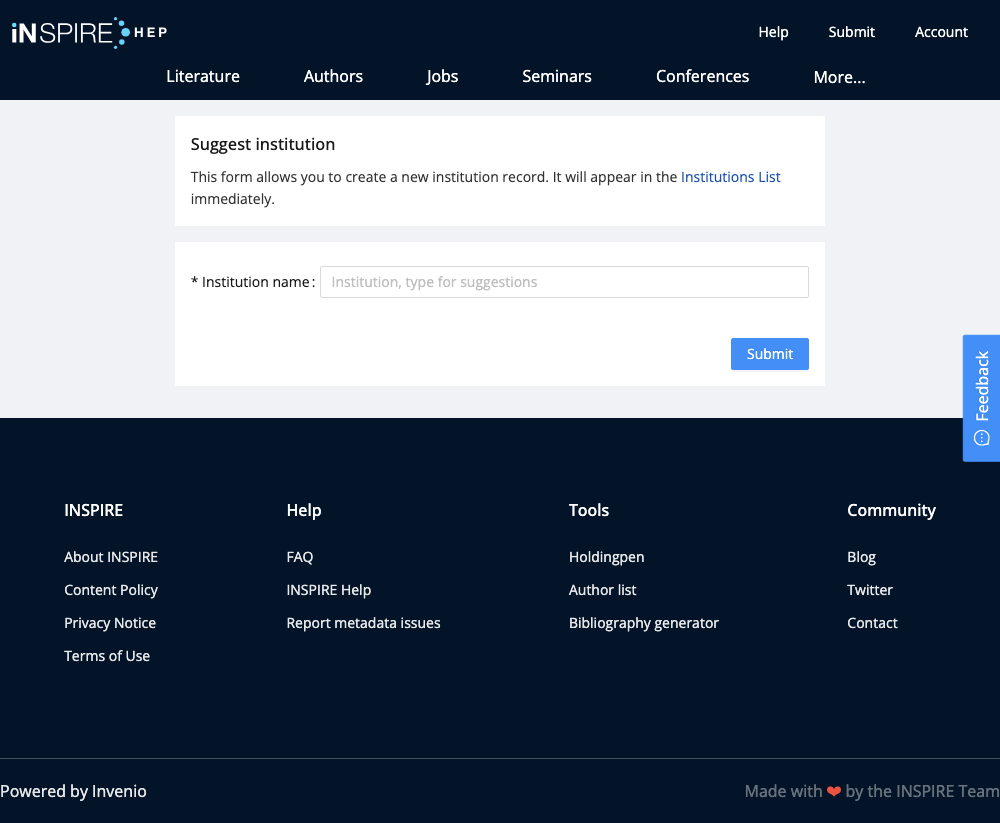 iNSPIRE HEP
Help Submit Account
Literature Authors Jobs Seminars Conferences More...
Suggest institution
This form allows you to create a new institution record. It will appear in the Institutions List
immediately.
* Institution name: Institution, type for suggestions
Submit
Feedback
INSPIRE Help Tools Community
About INSPIRE FAQ Holdingpen Blog
Content Policy INSPIRE Help Author list Twitter
Privacy Notice Report metadata issues Bibliography generator Contact
Terms of Use
Powered by Invenio Made with ❤ by the INSPIRE Team